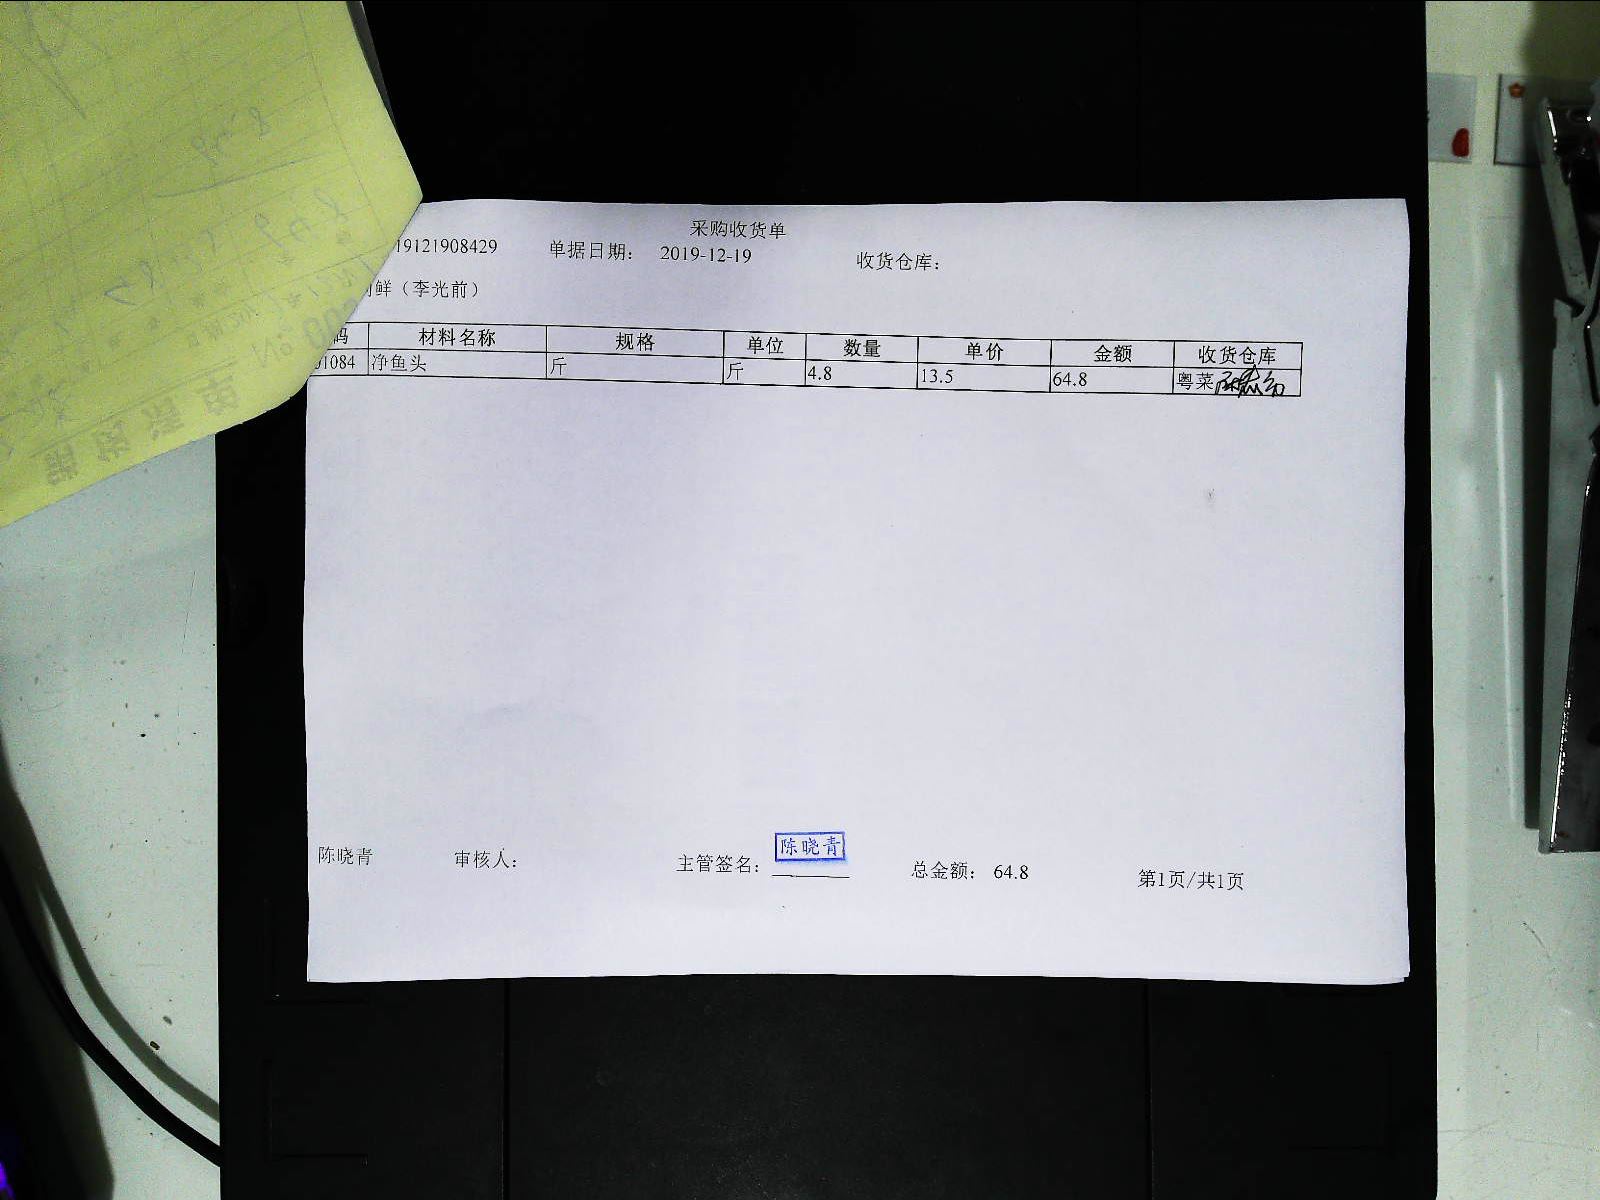 采购收货单
19121908429 单据日期： 2019-12-19 收货仓库：
鲜（李光前）
码 材料名称 规格 单位 数量 单价 金额 收货仓库
01084 净鱼头 斤 斤 4.8 13.5 64.8 粤菜
陈晓青 审核人： 主管签名： 陈晓青 总金额： 64.8 第1页/共1页